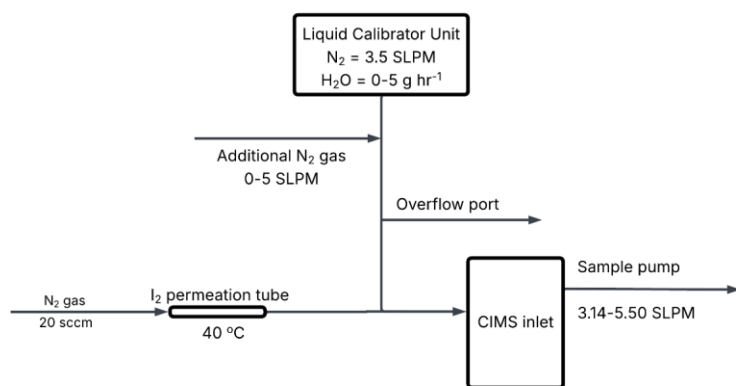 Liquid Calibrator Unit
N₂ = 3.5 SLPM
H₂O = 0-5 g hr⁻¹
Additional N₂ gas
0-5 SLPM
Overflow port
N₂ gas
20 sccm
I₂ permeation tube
40 ºC
CIMS inlet
Sample pump
3.14-5.50 SLPM